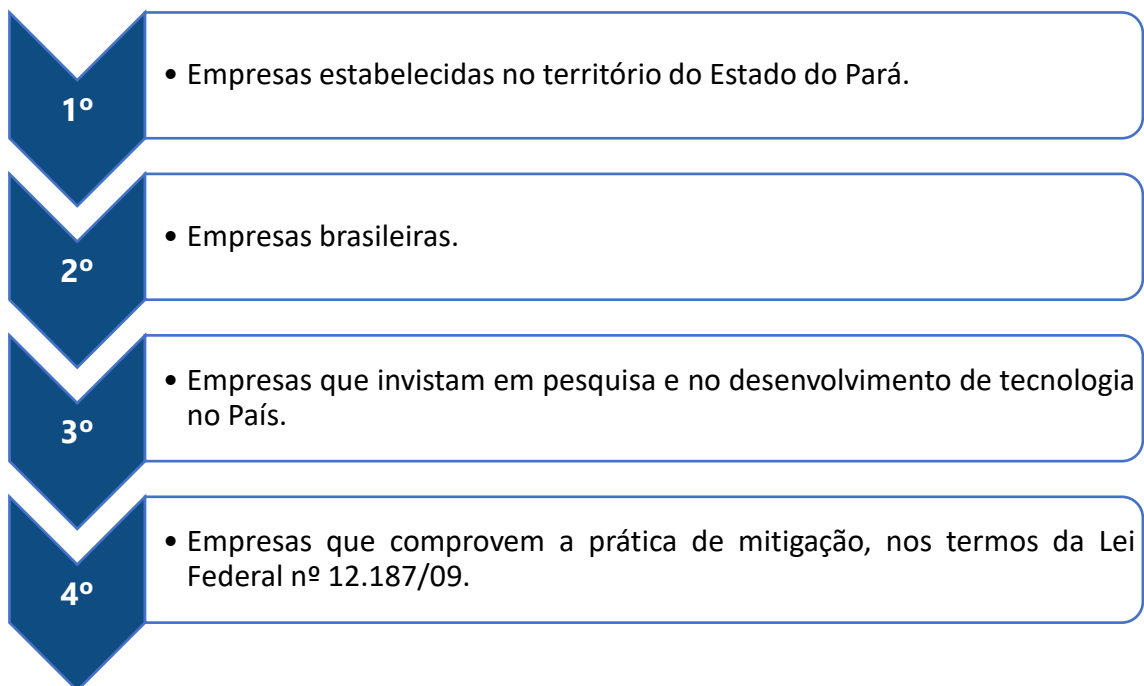 1º
• Empresas estabelecidas no território do Estado do Pará.
2º
• Empresas brasileiras.
3º
• Empresas que invistam em pesquisa e no desenvolvimento de tecnologia
no País.
4º
• Empresas que comprovem a prática de mitigação, nos termos da Lei
Federal nº 12.187/09.